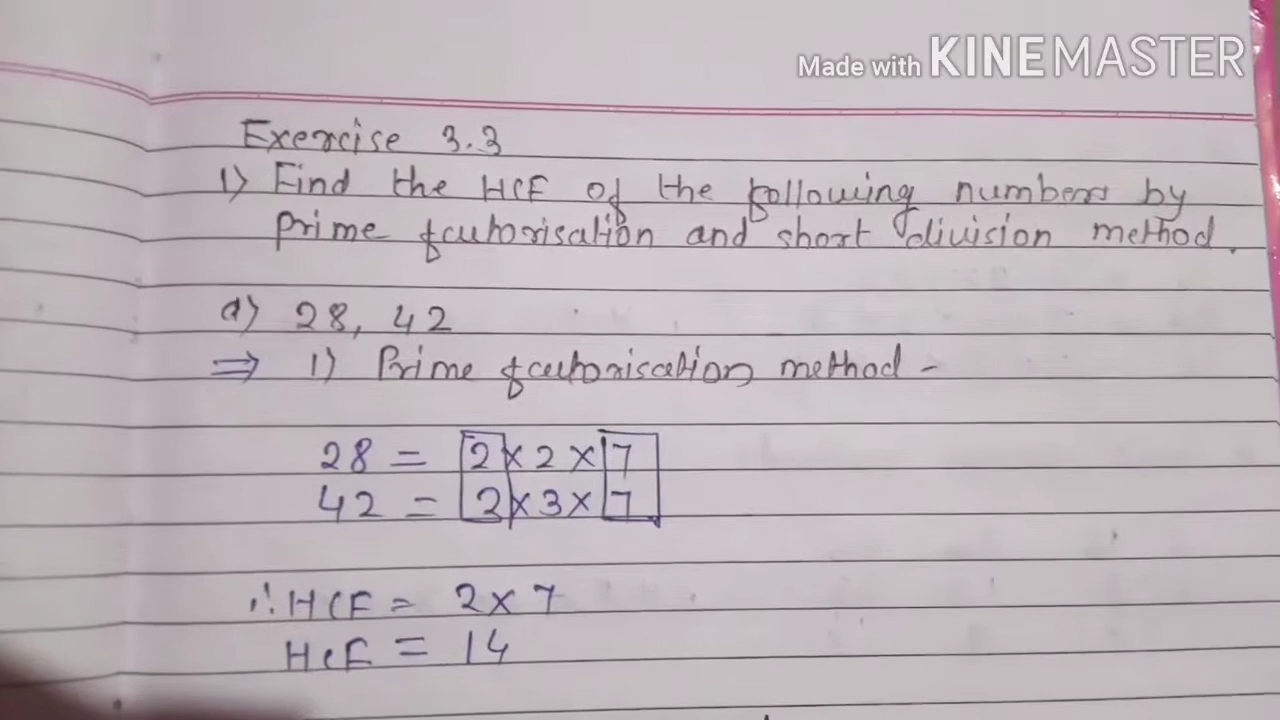 Made with KINEMASTER
Exercise 3.3
1) Find the HCF of the following numbers by
prime factorisation and short division method.
a) 28, 42
⇒ 1) Prime factorisation method -
28 = 2 × 2 × 7
42 = 2 × 3 × 7
∴ HCF = 2 × 7
HCF = 14